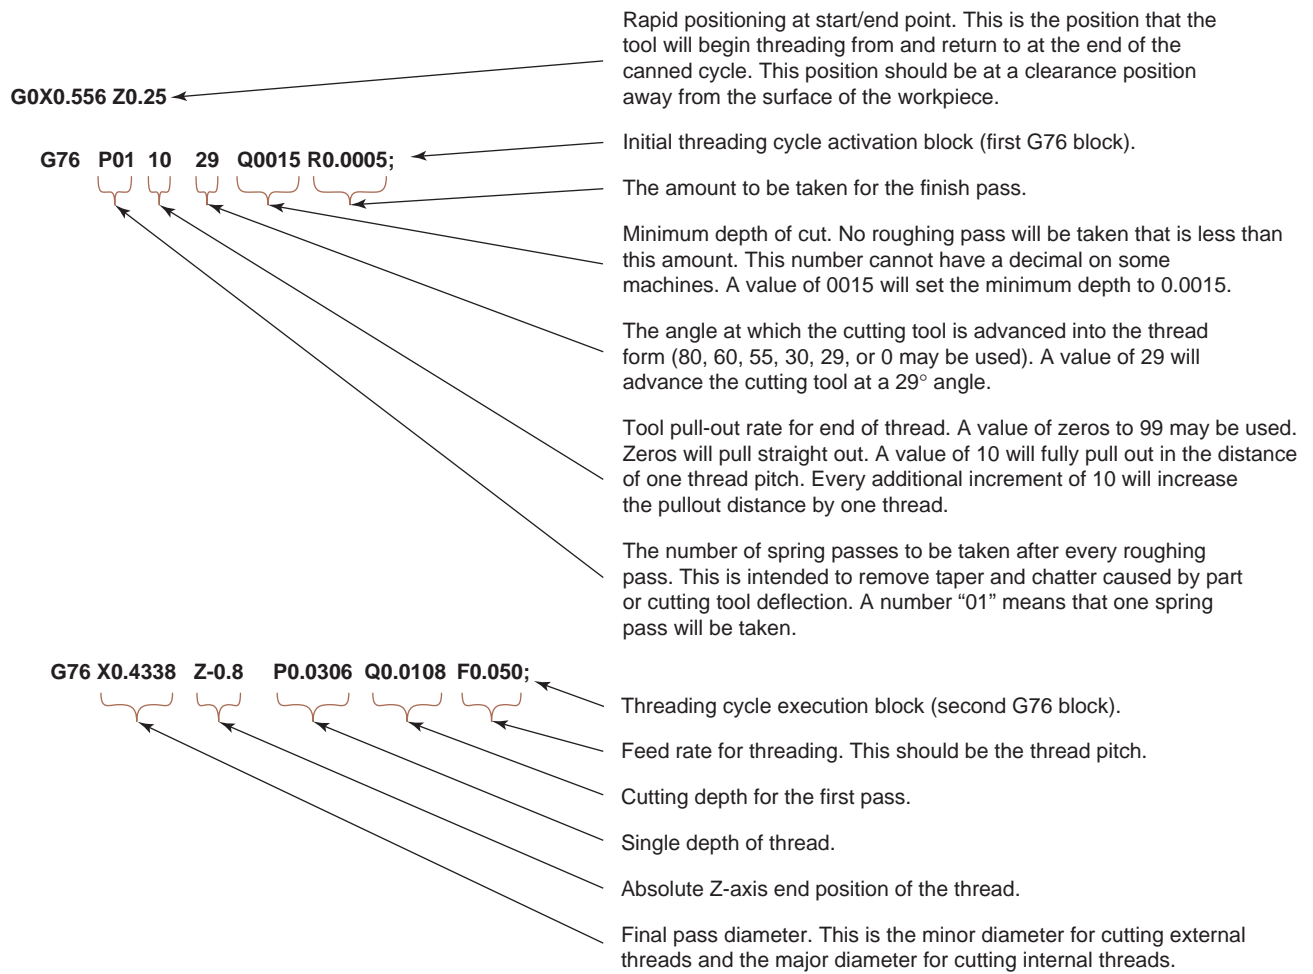 Rapid positioning at start/end point. This is the position that the
tool will begin threading from and return to at the end of the
canned cycle. This position should be at a clearance position
away from the surface of the workpiece.
G0X0.556 Z0.25
Initial threading cycle activation block (first G76 block).
G76 P01 10 29 Q0015 R0.0005;
The amount to be taken for the finish pass.
Minimum depth of cut. No roughing pass will be taken that is less than
this amount. This number cannot have a decimal on some
machines. A value of 0015 will set the minimum depth to 0.0015.
The angle at which the cutting tool is advanced into the thread
form (80, 60, 55, 30, 29, or 0 may be used). A value of 29 will
advance the cutting tool at a 29° angle.
Tool pull-out rate for end of thread. A value of zeros to 99 may be used.
Zeros will pull straight out. A value of 10 will fully pull out in the distance
of one thread pitch. Every additional increment of 10 will increase
the pullout distance by one thread.
The number of spring passes to be taken after every roughing
pass. This is intended to remove taper and chatter caused by part
or cutting tool deflection. A number “01” means that one spring
pass will be taken.
G76 X0.4338 Z-0.8 P0.0306 Q0.0108 F0.050;
Threading cycle execution block (second G76 block).
Feed rate for threading. This should be the thread pitch.
Cutting depth for the first pass.
Single depth of thread.
Absolute Z-axis end position of the thread.
Final pass diameter. This is the minor diameter for cutting external
threads and the major diameter for cutting internal threads.